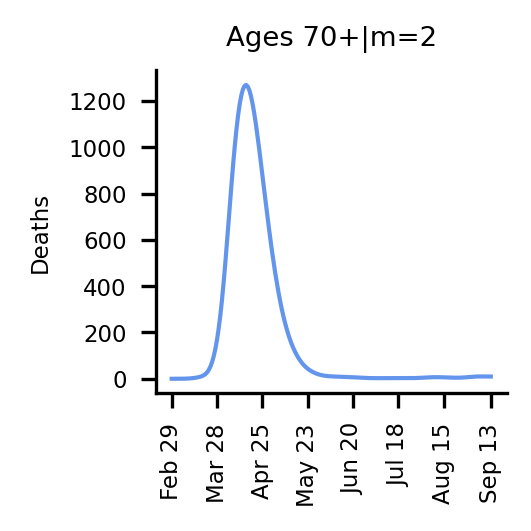 Ages 70+|m=2
Deaths
1200
1000
800
600
400
200
0
Feb 29
Mar 28
Apr 25
May 23
Jun 20
Jul 18
Aug 15
Sep 13